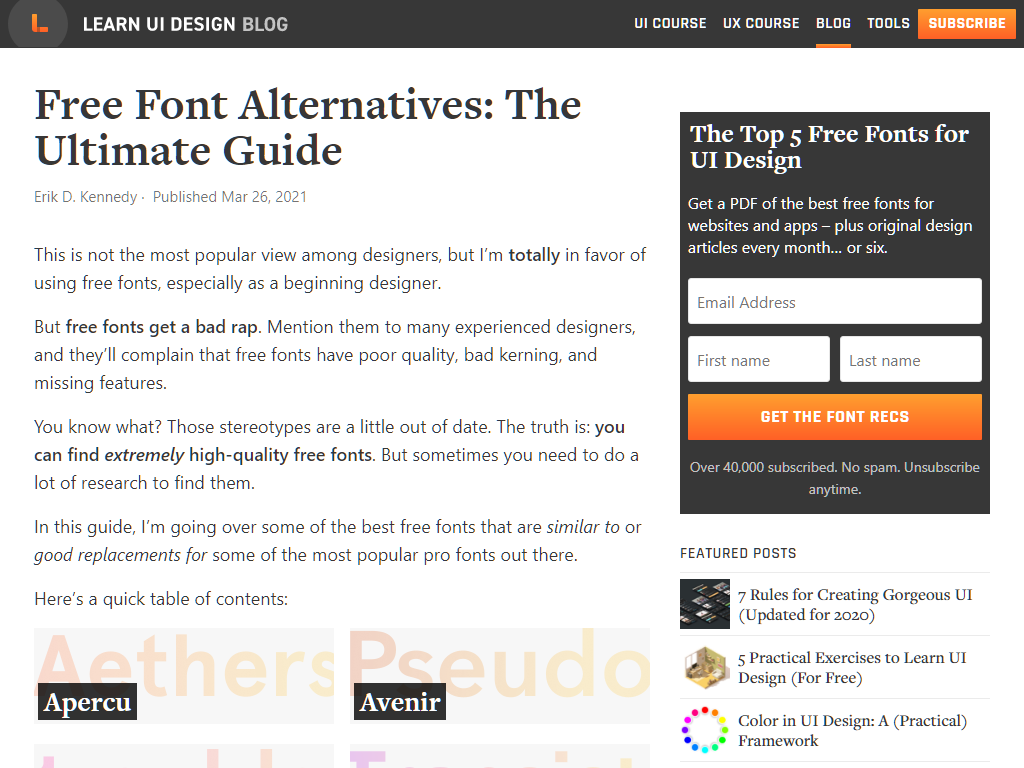 LEARN UI DESIGN BLOG
UI COURSE UX COURSE BLOG TOOLS SUBSCRIBE
Free Font Alternatives: The
Ultimate Guide
Erik D. Kennedy · Published Mar 26, 2021
This is not the most popular view among designers, but I’m totally in favor of
using free fonts, especially as a beginning designer.
But free fonts get a bad rap. Mention them to many experienced designers,
and they’ll complain that free fonts have poor quality, bad kerning, and
missing features.
You know what? Those stereotypes are a little out of date. The truth is: you
can find extremely high-quality free fonts. But sometimes you need to do a
lot of research to find them.
In this guide, I’m going over some of the best free fonts that are similar to or
good replacements for some of the most popular pro fonts out there.
Here’s a quick table of contents:
Aethers
Apercu
Pseudo
Avenir
The Top 5 Free Fonts for
UI Design
Get a PDF of the best free fonts for
websites and apps – plus original design
articles every month... or six.
Email Address
First name Last name
GET THE FONT RECS
Over 40,000 subscribed. No spam. Unsubscribe
anytime.
FEATURED POSTS
7 Rules for Creating Gorgeous UI
(Updated for 2020)
5 Practical Exercises to Learn UI
Design (For Free)
Color in UI Design: A (Practical)
Framework